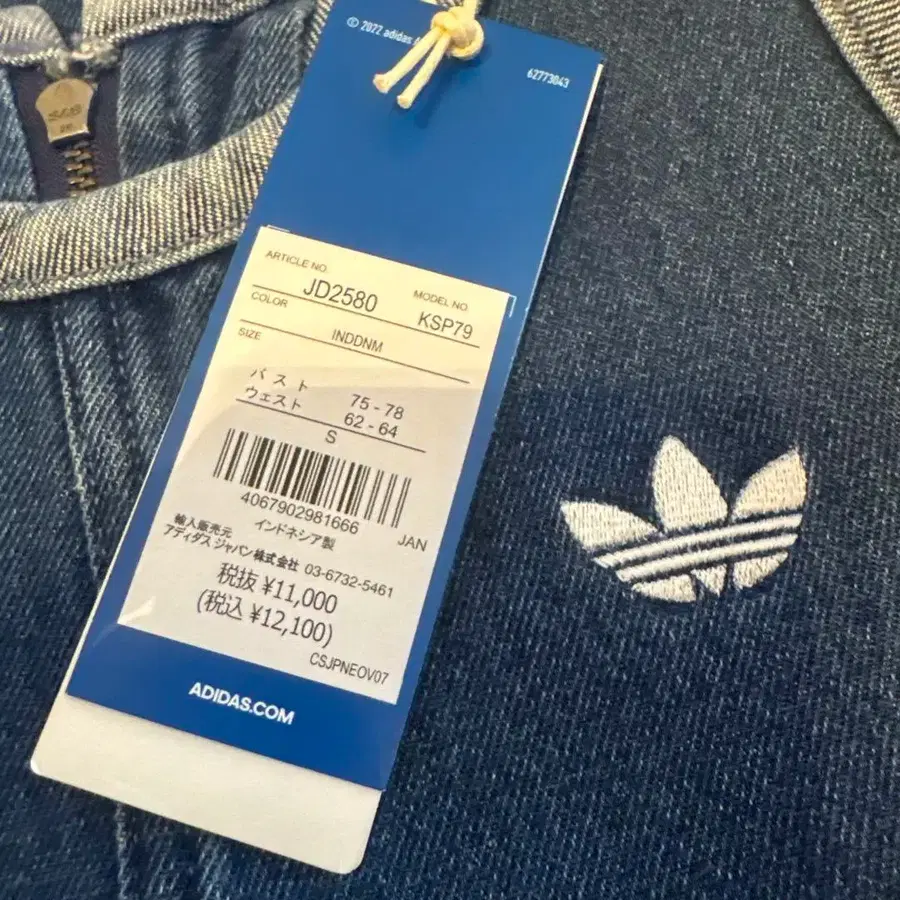 © 2022 adidas
62773043
ARTICLE NO.
JD2580
MODEL NO.
COLOR
KSP79
SIZE
INDDNM
バスト 75 - 78
ウェスト 62 - 64
S
4067902981666
インドネシア製
JAN
輸入販売元
アディダス ジャパン株式会社 03-6732-5461
税抜 ¥11,000
(税込 ¥12,100)
CSJPNEOV07
ADIDAS.COM